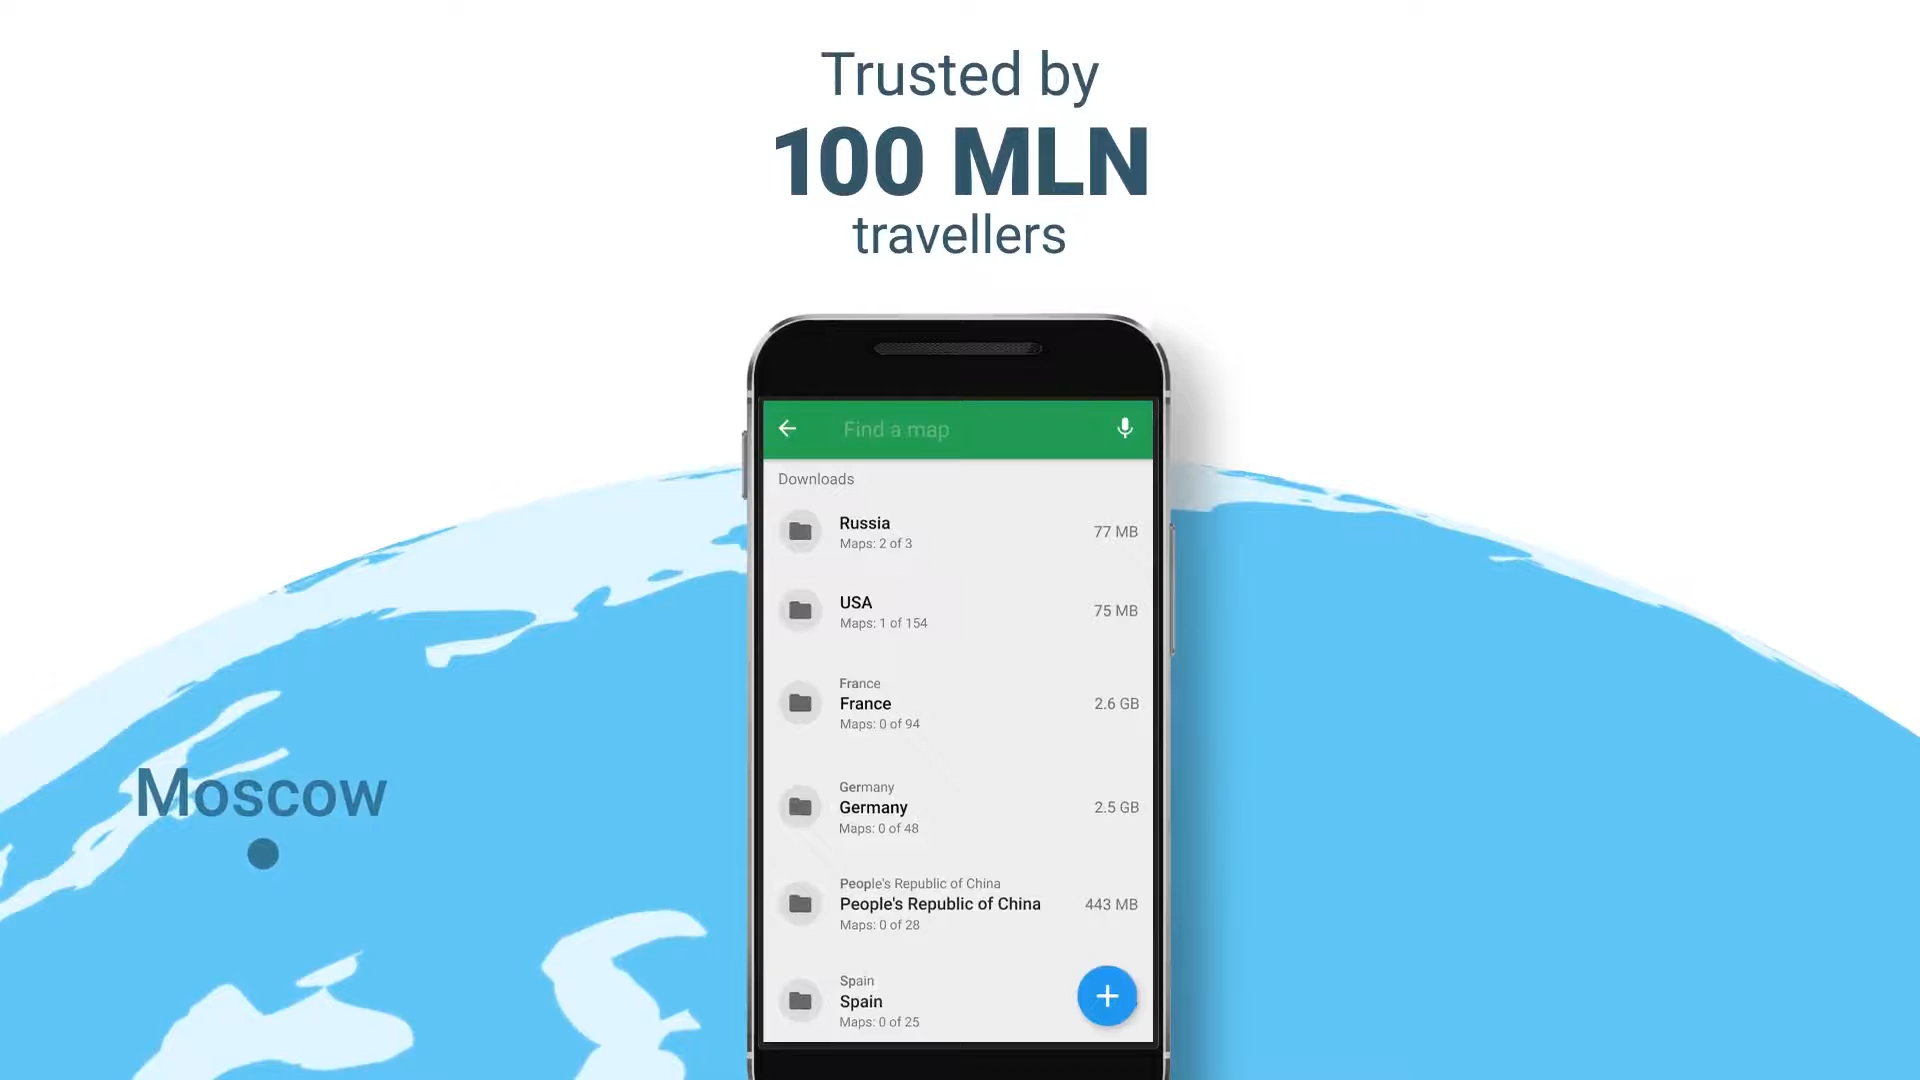 Trusted by
100 MLN
travellers
Find a map
Downloads
Russia
Maps: 2 of 3
77 MB
USA
Maps: 1 of 154
75 MB
France
France
Maps: 0 of 94
2.6 GB
Germany
Germany
Maps: 0 of 48
2.5 GB
Moscow
People's Republic of China
People's Republic of China
Maps: 0 of 28
443 MB
Spain
Spain
Maps: 0 of 25